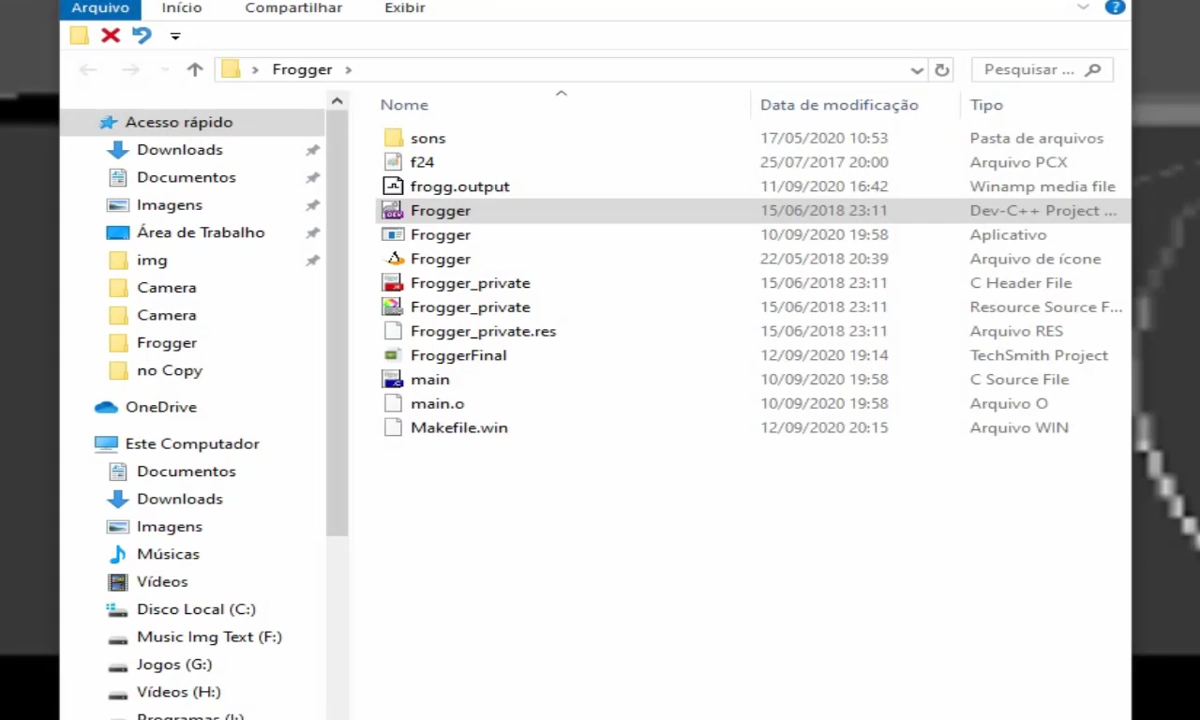 Arquivo Início Compartilhar Exibir
Frogger
Pesquisar ...
Nome Data de modificação Tipo
Acesso rápido
Downloads
Documentos
Imagens
Área de Trabalho
img
Camera
Camera
Frogger
no Copy
OneDrive
Este Computador
Documentos
Downloads
Imagens
Músicas
Vídeos
Disco Local (C:)
Music Img Text (F:)
Jogos (G:)
Vídeos (H:)
Programas (I:)
sons 17/05/2020 10:53 Pasta de arquivos
f24 25/07/2017 20:00 Arquivo PCX
frogg.output 11/09/2020 16:42 Winamp media file
Frogger 15/06/2018 23:11 Dev-C++ Project ...
Frogger 10/09/2020 19:58 Aplicativo
Frogger 22/05/2018 20:39 Arquivo de ícone
Frogger_private 15/06/2018 23:11 C Header File
Frogger_private 15/06/2018 23:11 Resource Source F...
Frogger_private.res 15/06/2018 23:11 Arquivo RES
FroggerFinal 12/09/2020 19:14 TechSmith Project
main 10/09/2020 19:58 C Source File
main.o 10/09/2020 19:58 Arquivo O
Makefile.win 12/09/2020 20:15 Arquivo WIN